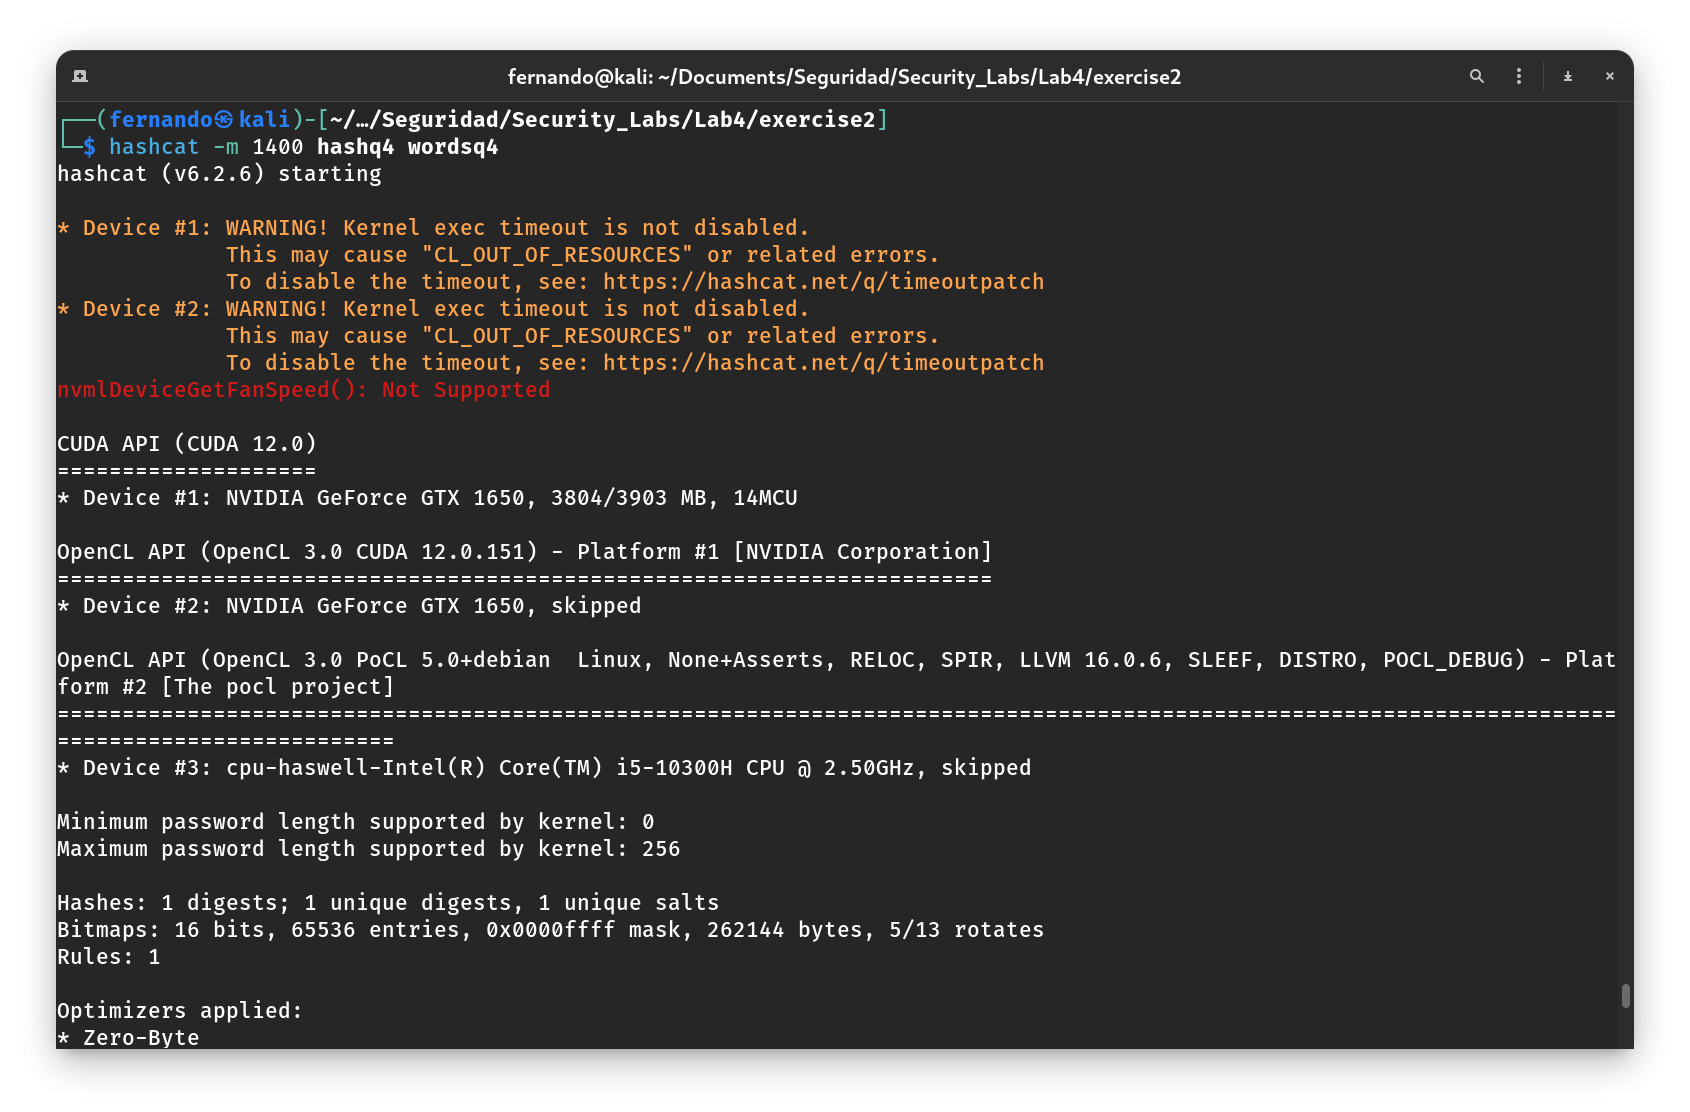 fernando@kali: ~/Documents/Seguridad/Security_Labs/Lab4/exercise2
┌──(fernando㉿kali)-[~/…/Seguridad/Security_Labs/Lab4/exercise2]
└─$ hashcat -m 1400 hashq4 wordsq4
hashcat (v6.2.6) starting
* Device #1: WARNING! Kernel exec timeout is not disabled.
This may cause "CL_OUT_OF_RESOURCES" or related errors.
To disable the timeout, see: https://hashcat.net/q/timeoutpatch
* Device #2: WARNING! Kernel exec timeout is not disabled.
This may cause "CL_OUT_OF_RESOURCES" or related errors.
To disable the timeout, see: https://hashcat.net/q/timeoutpatch
nvmlDeviceGetFanSpeed(): Not Supported
CUDA API (CUDA 12.0)
====================
* Device #1: NVIDIA GeForce GTX 1650, 3804/3903 MB, 14MCU
OpenCL API (OpenCL 3.0 CUDA 12.0.151) - Platform #1 [NVIDIA Corporation]
========================================================================
* Device #2: NVIDIA GeForce GTX 1650, skipped
OpenCL API (OpenCL 3.0 PoCL 5.0+debian  Linux, None+Asserts, RELOC, SPIR, LLVM 16.0.6, SLEEF, DISTRO, POCL_DEBUG) - Plat
form #2 [The pocl project]
========================================================================================================================
==========================
* Device #3: cpu-haswell-Intel(R) Core(TM) i5-10300H CPU @ 2.50GHz, skipped
Minimum password length supported by kernel: 0
Maximum password length supported by kernel: 256
Hashes: 1 digests; 1 unique digests, 1 unique salts
Bitmaps: 16 bits, 65536 entries, 0x0000ffff mask, 262144 bytes, 5/13 rotates
Rules: 1
Optimizers applied:
* Zero-Byte